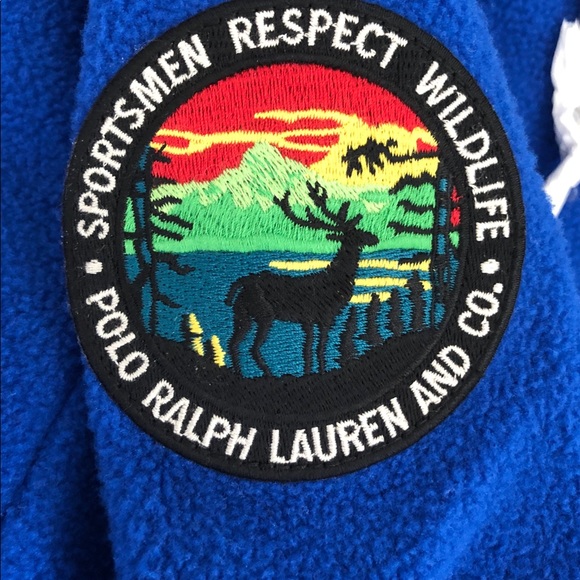 SPORTSMEN RESPECT WILDLIFE
• POLO RALPH LAUREN AND CO. •